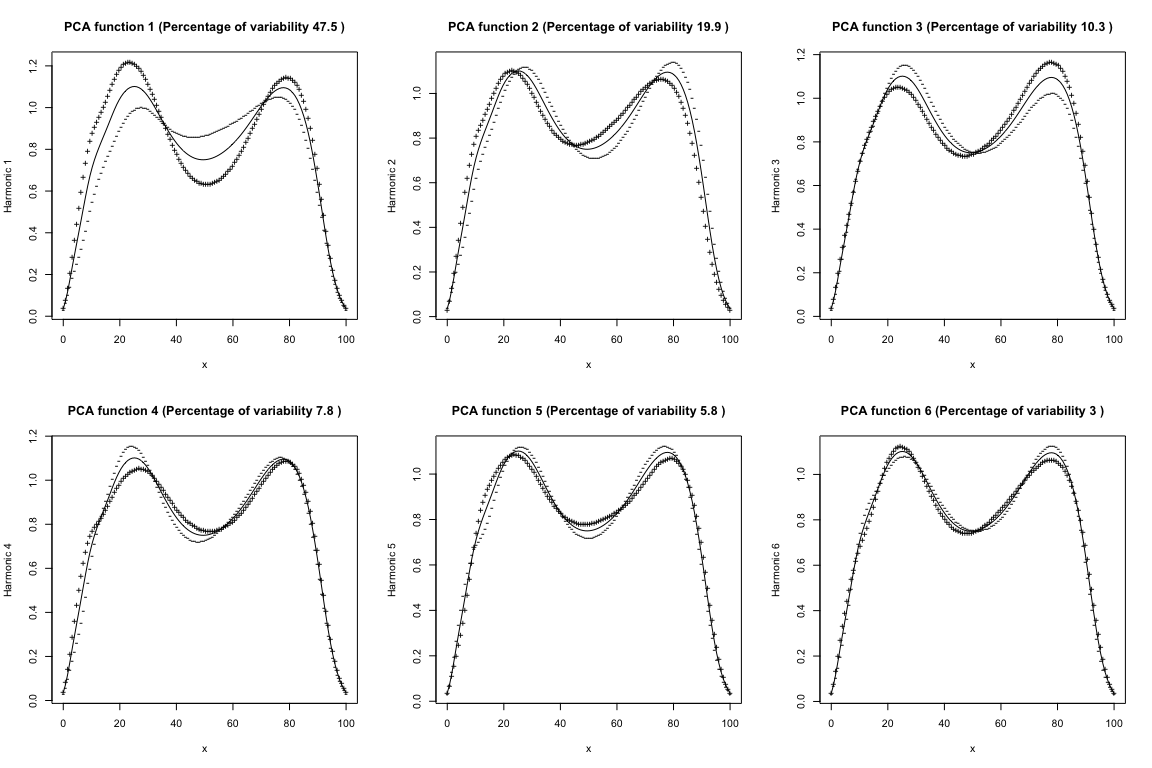 PCA function 1 (Percentage of variability 47.5 )
Harmonic 1
0.0 0.2 0.4 0.6 0.8 1.0 1.2
0 20 40 60 80 100
x
PCA function 2 (Percentage of variability 19.9 )
Harmonic 2
0.0 0.2 0.4 0.6 0.8 1.0
0 20 40 60 80 100
x
PCA function 3 (Percentage of variability 10.3 )
Harmonic 3
0.0 0.2 0.4 0.6 0.8 1.0 1.2
0 20 40 60 80 100
x
PCA function 4 (Percentage of variability 7.8 )
Harmonic 4
0.0 0.2 0.4 0.6 0.8 1.0 1.2
0 20 40 60 80 100
x
PCA function 5 (Percentage of variability 5.8 )
Harmonic 5
0.0 0.2 0.4 0.6 0.8 1.0
0 20 40 60 80 100
x
PCA function 6 (Percentage of variability 3 )
Harmonic 6
0.0 0.2 0.4 0.6 0.8 1.0
0 20 40 60 80 100
x